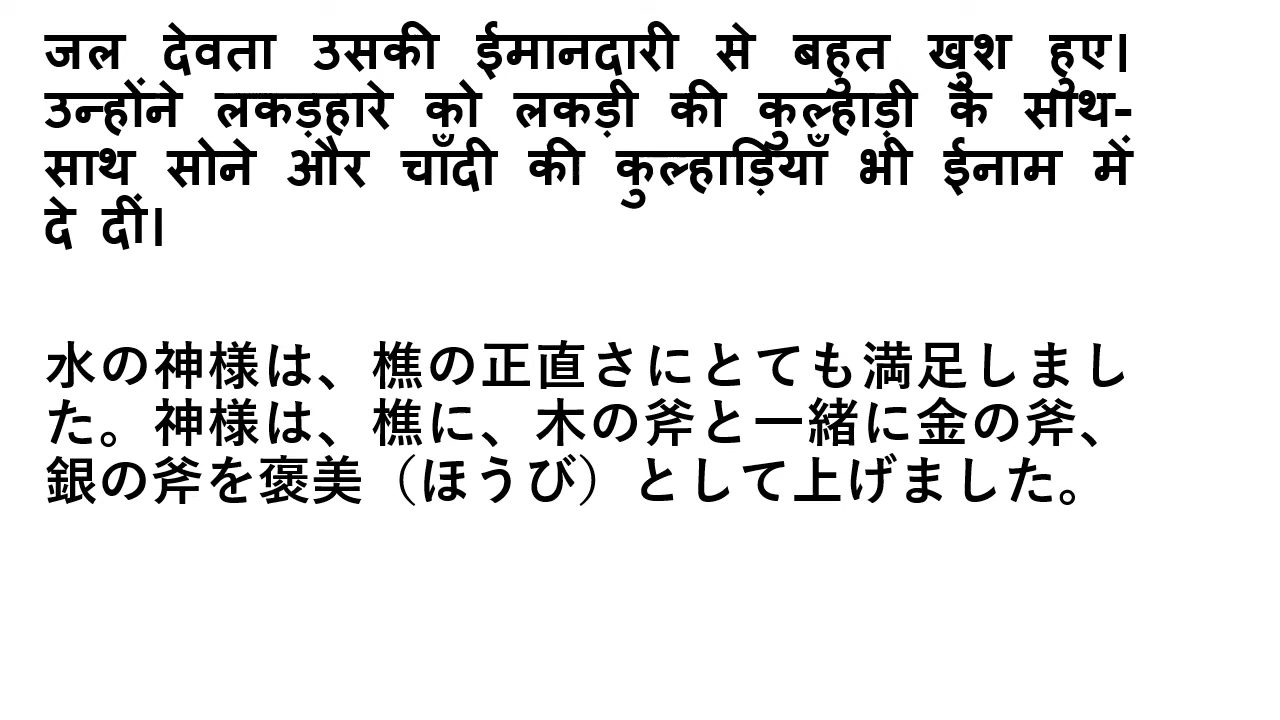 जल देवता उसकी ईमानदारी से बहुत खुश हुए।
उन्होंने लकड़हारे को लकड़ी की कुल्हाड़ी के साथ-
साथ सोने और चाँदी की कुल्हाड़ियाँ भी ईनाम में
दे दीं।
水の神様は、樵の正直さにとても満足しまし
た。神様は、樵に、木の斧と一緒に金の斧、
銀の斧を褒美（ほうび）として上げました。